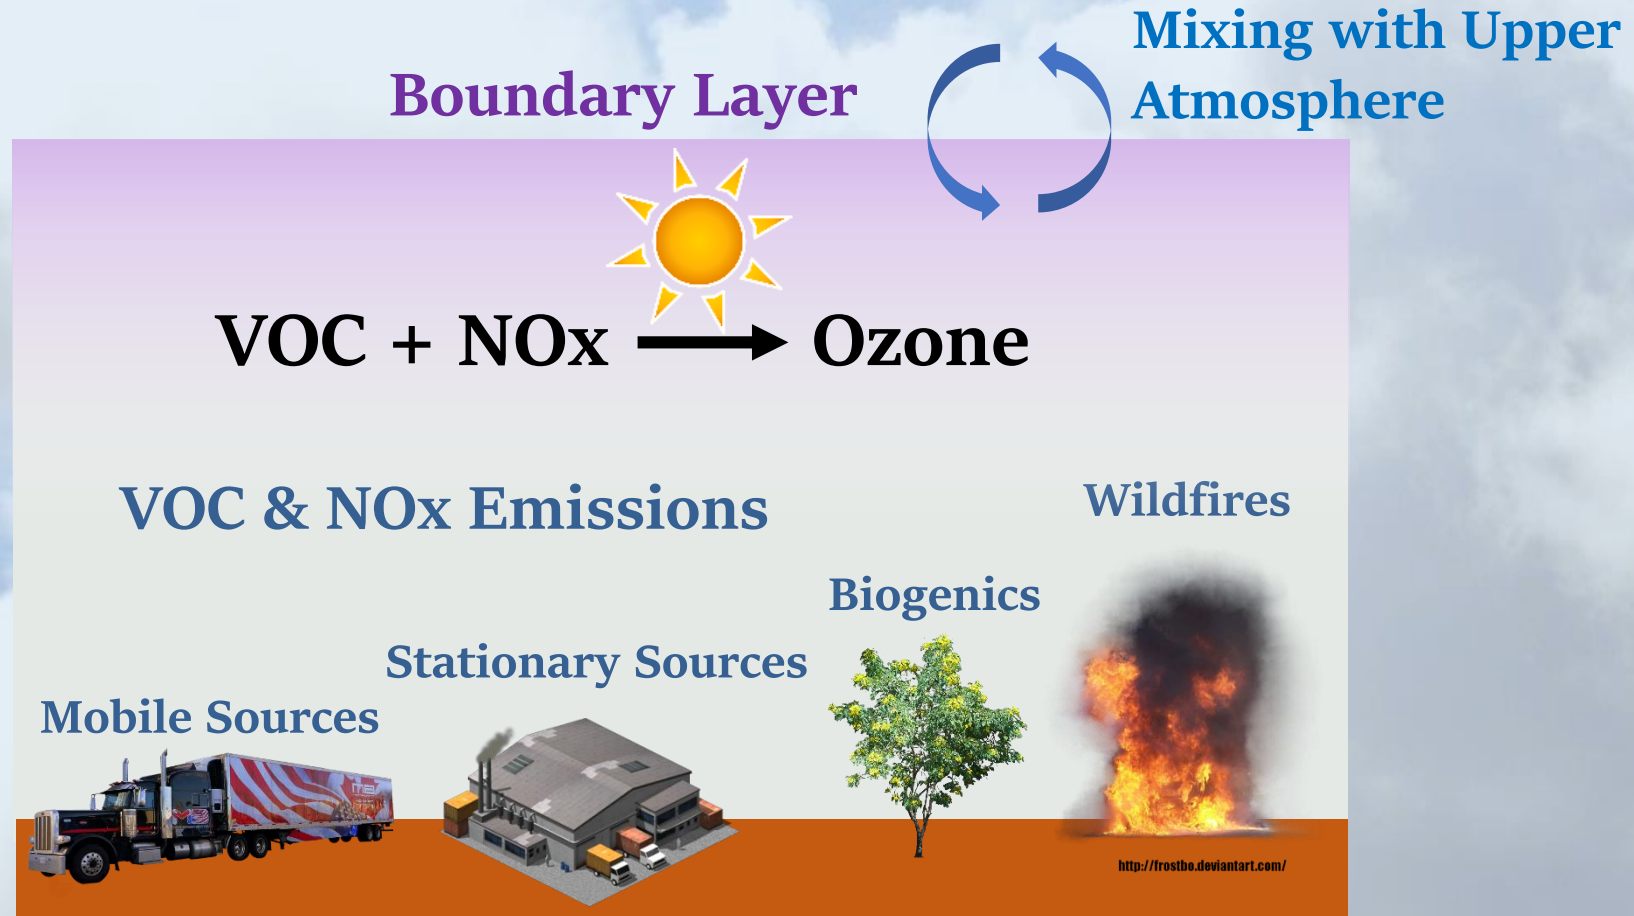 Mixing with Upper
Atmosphere
Boundary Layer
VOC + NOx → Ozone
VOC & NOx Emissions
Wildfires
Biogenics
Stationary Sources
Mobile Sources
http://frostbo.deviantart.com/